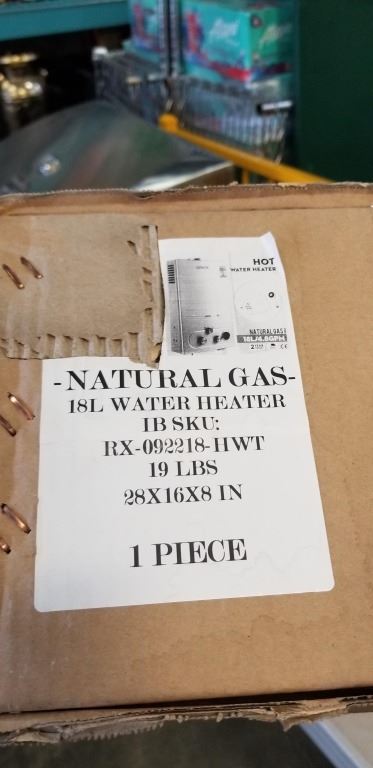 HOT
WATER HEATER
NATURAL GAS
18L/4.8GPM
-NATURAL GAS-
18L WATER HEATER
IB SKU:
RX-092218-HWT
19 LBS
28X16X8 IN
1 PIECE